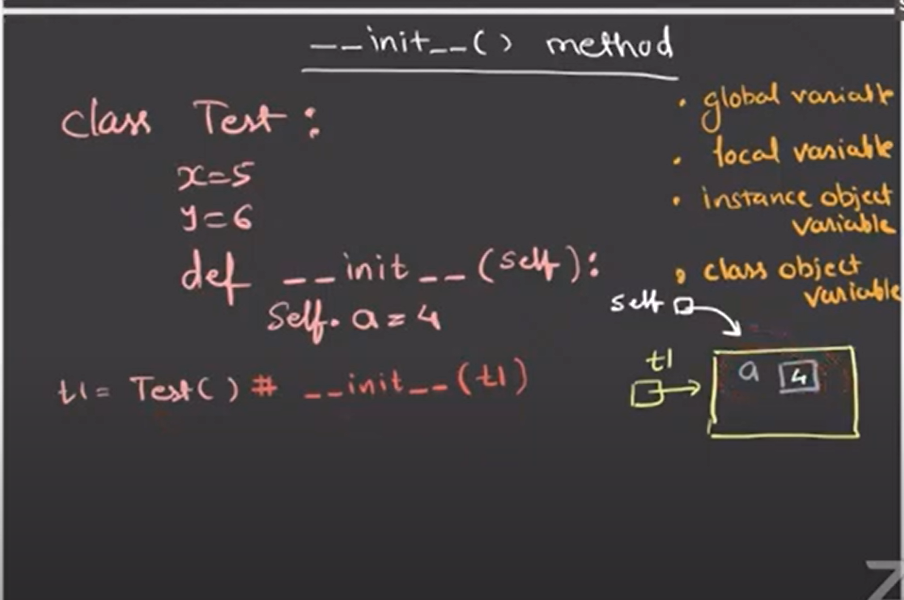 __init__() method
class Test :
x=5
y=6
def __init__(self):
Self. a = 4
t1 = Test() # __init__(t1)
• global variable
• local variable
• instance object
variable
• class object
variable
self
t1
a 4